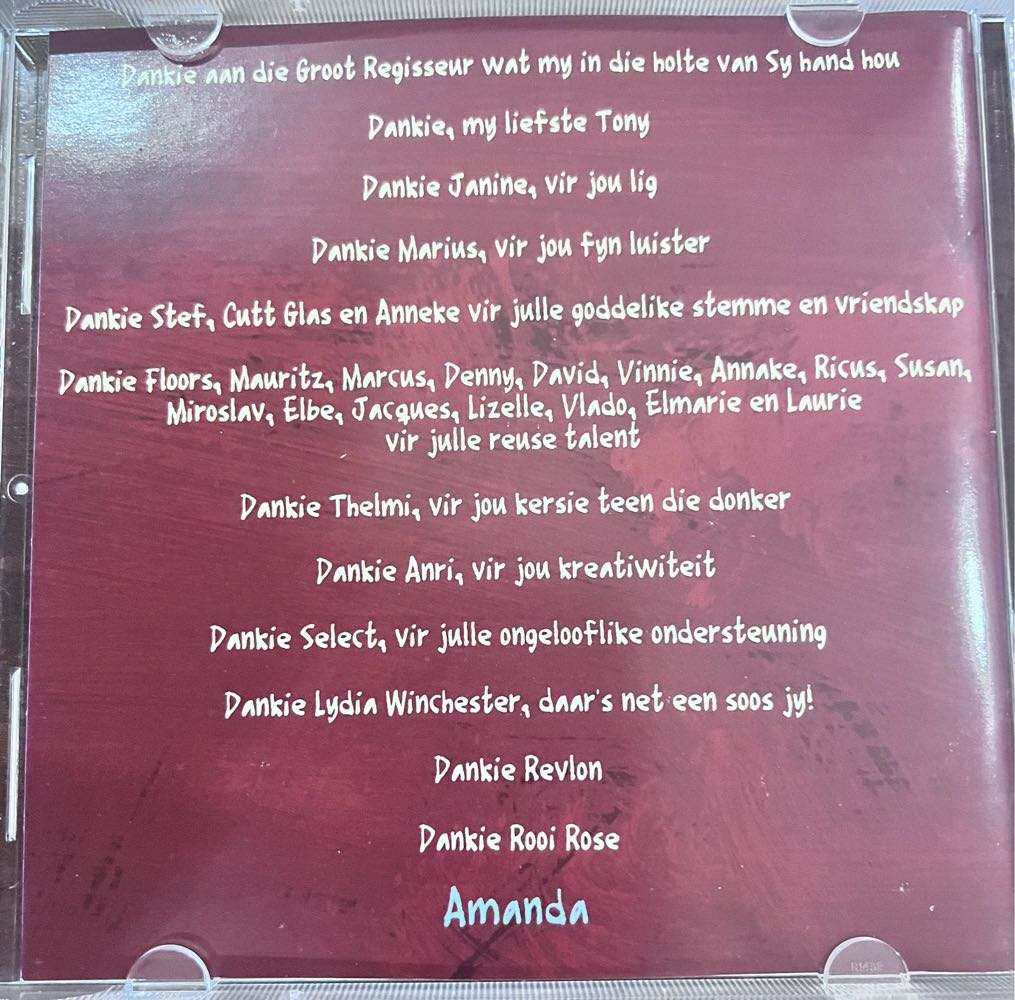 Dankie aan die Groot Regisseur wat my in die holte van Sy hand hou
Dankie, my liefste Tony
Dankie Janine, vir jou lig
Dankie Marius, vir jou fyn luister
Dankie Stef, Cutt Glas en Anneke vir julle goddelike stemme en vriendskap
Dankie Floors, Mauritz, Marcus, Denny, David, Vinnie, Annake, Ricus, Susan,
Miroslav, Elbe, Jacques, Lizelle, Vlado, Elmarie en Laurie
vir julle reuse talent
Dankie Thelmi, vir jou kersie teen die donker
Dankie Anri, vir jou kreatiwiteit
Dankie Select, vir julle ongelooflike ondersteuning
Dankie Lydia Winchester, daar's net een soos jy!
Dankie Revlon
Dankie Rooi Rose
Amanda